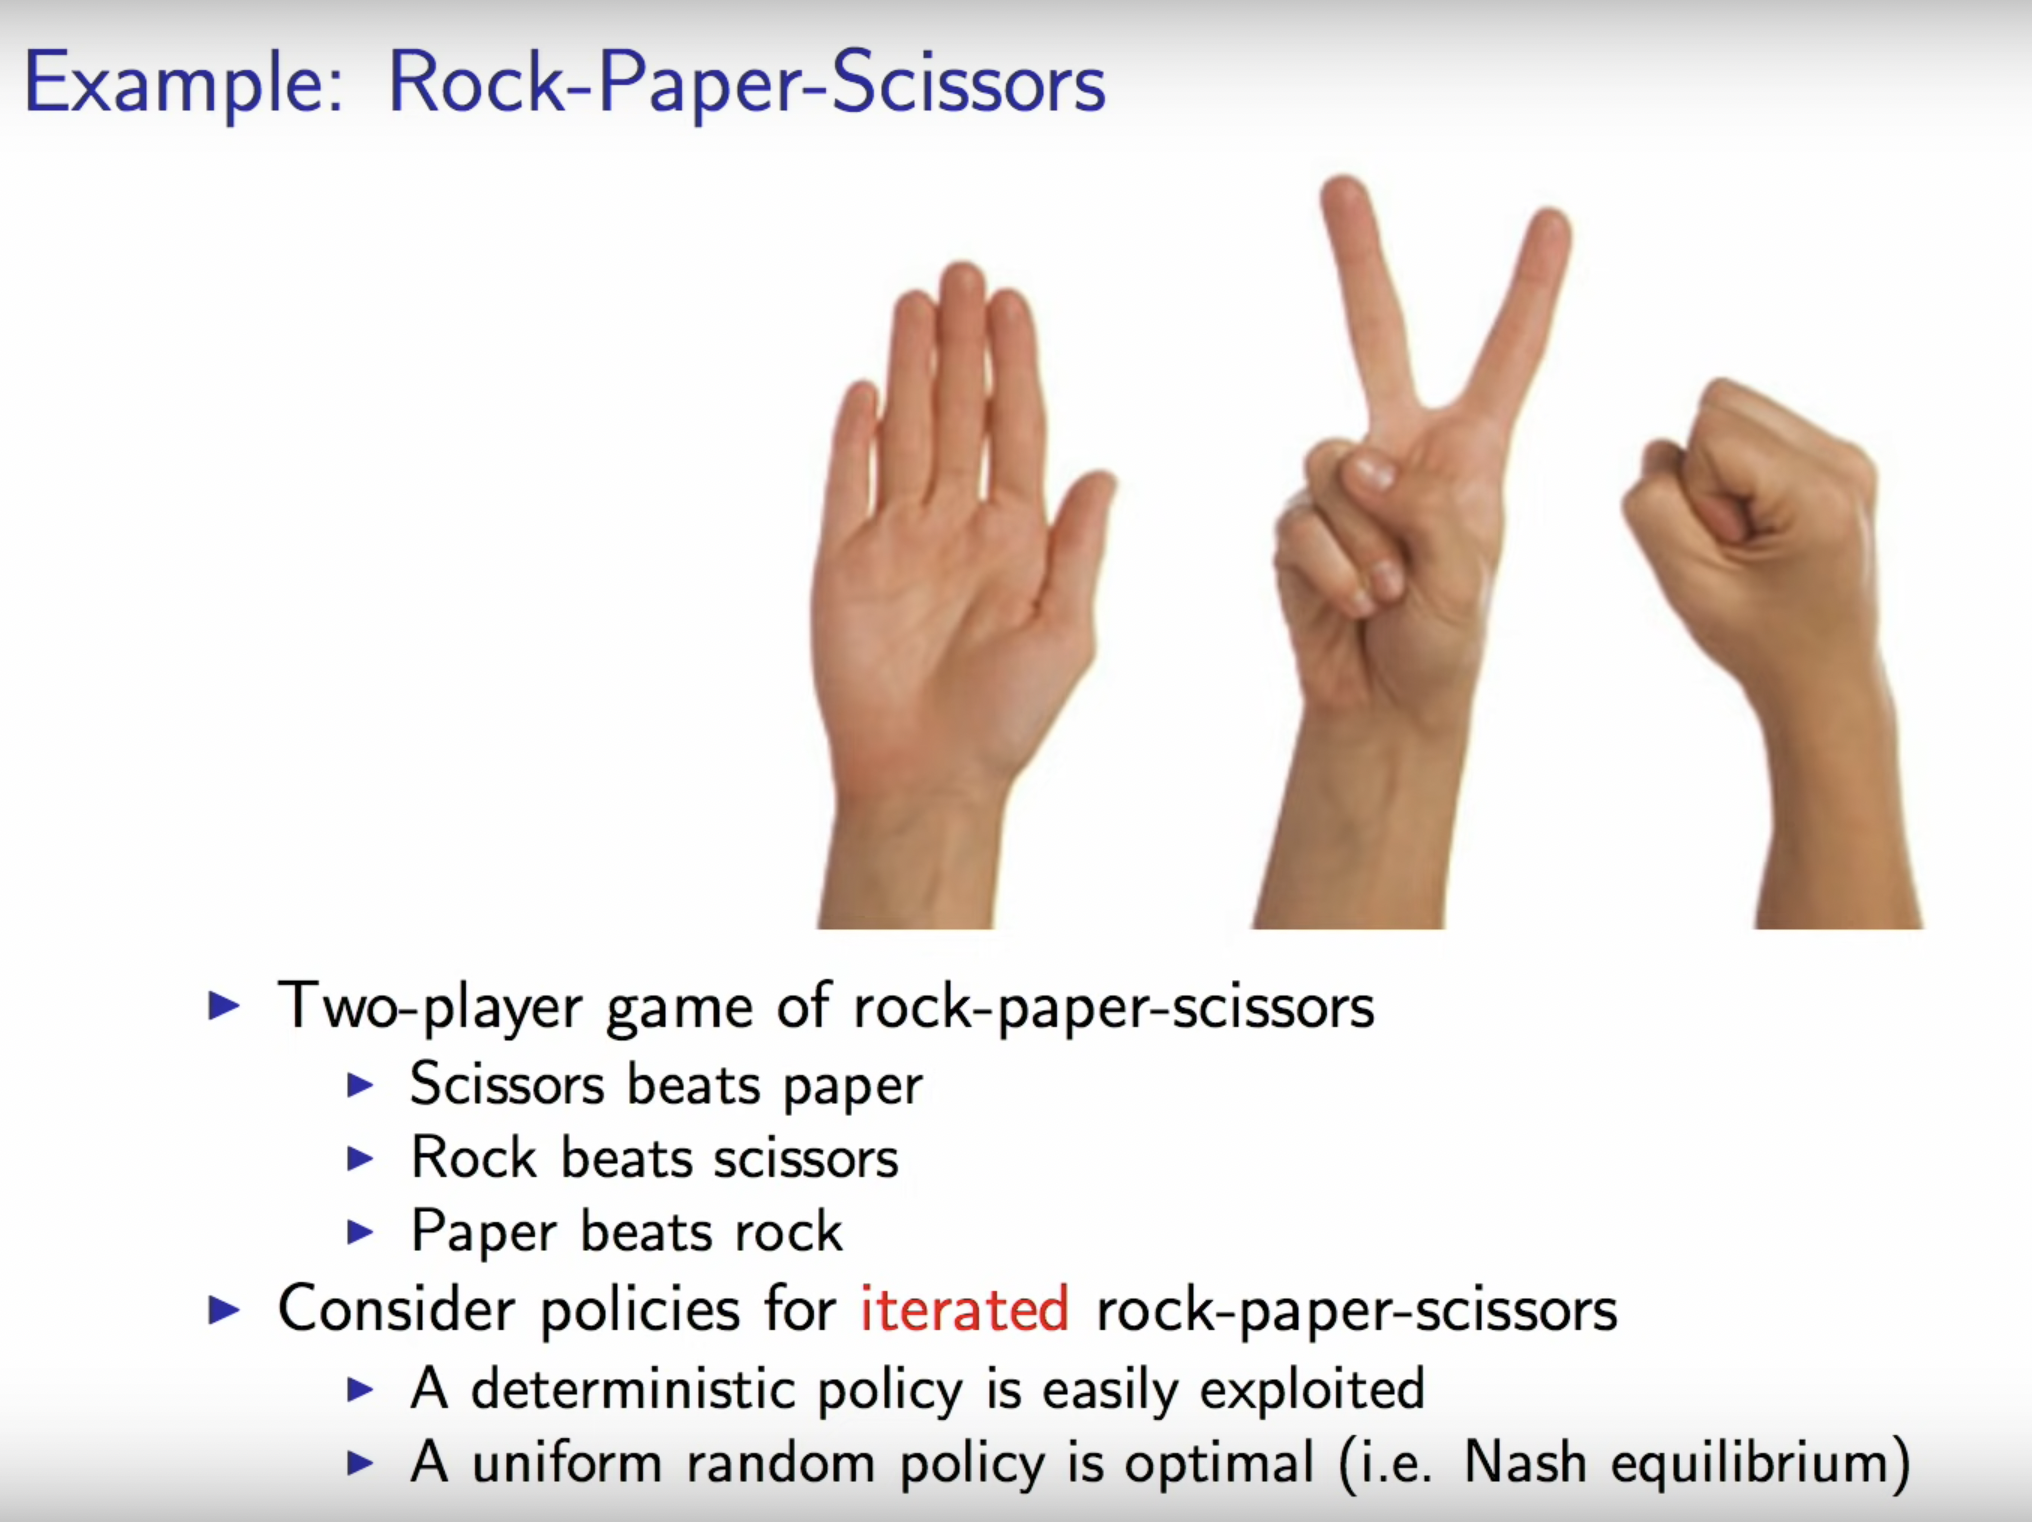 Example: Rock-Paper-Scissors
Two-player game of rock-paper-scissors
Scissors beats paper
Rock beats scissors
Paper beats rock
Consider policies for iterated rock-paper-scissors
A deterministic policy is easily exploited
A uniform random policy is optimal (i.e. Nash equilibrium)